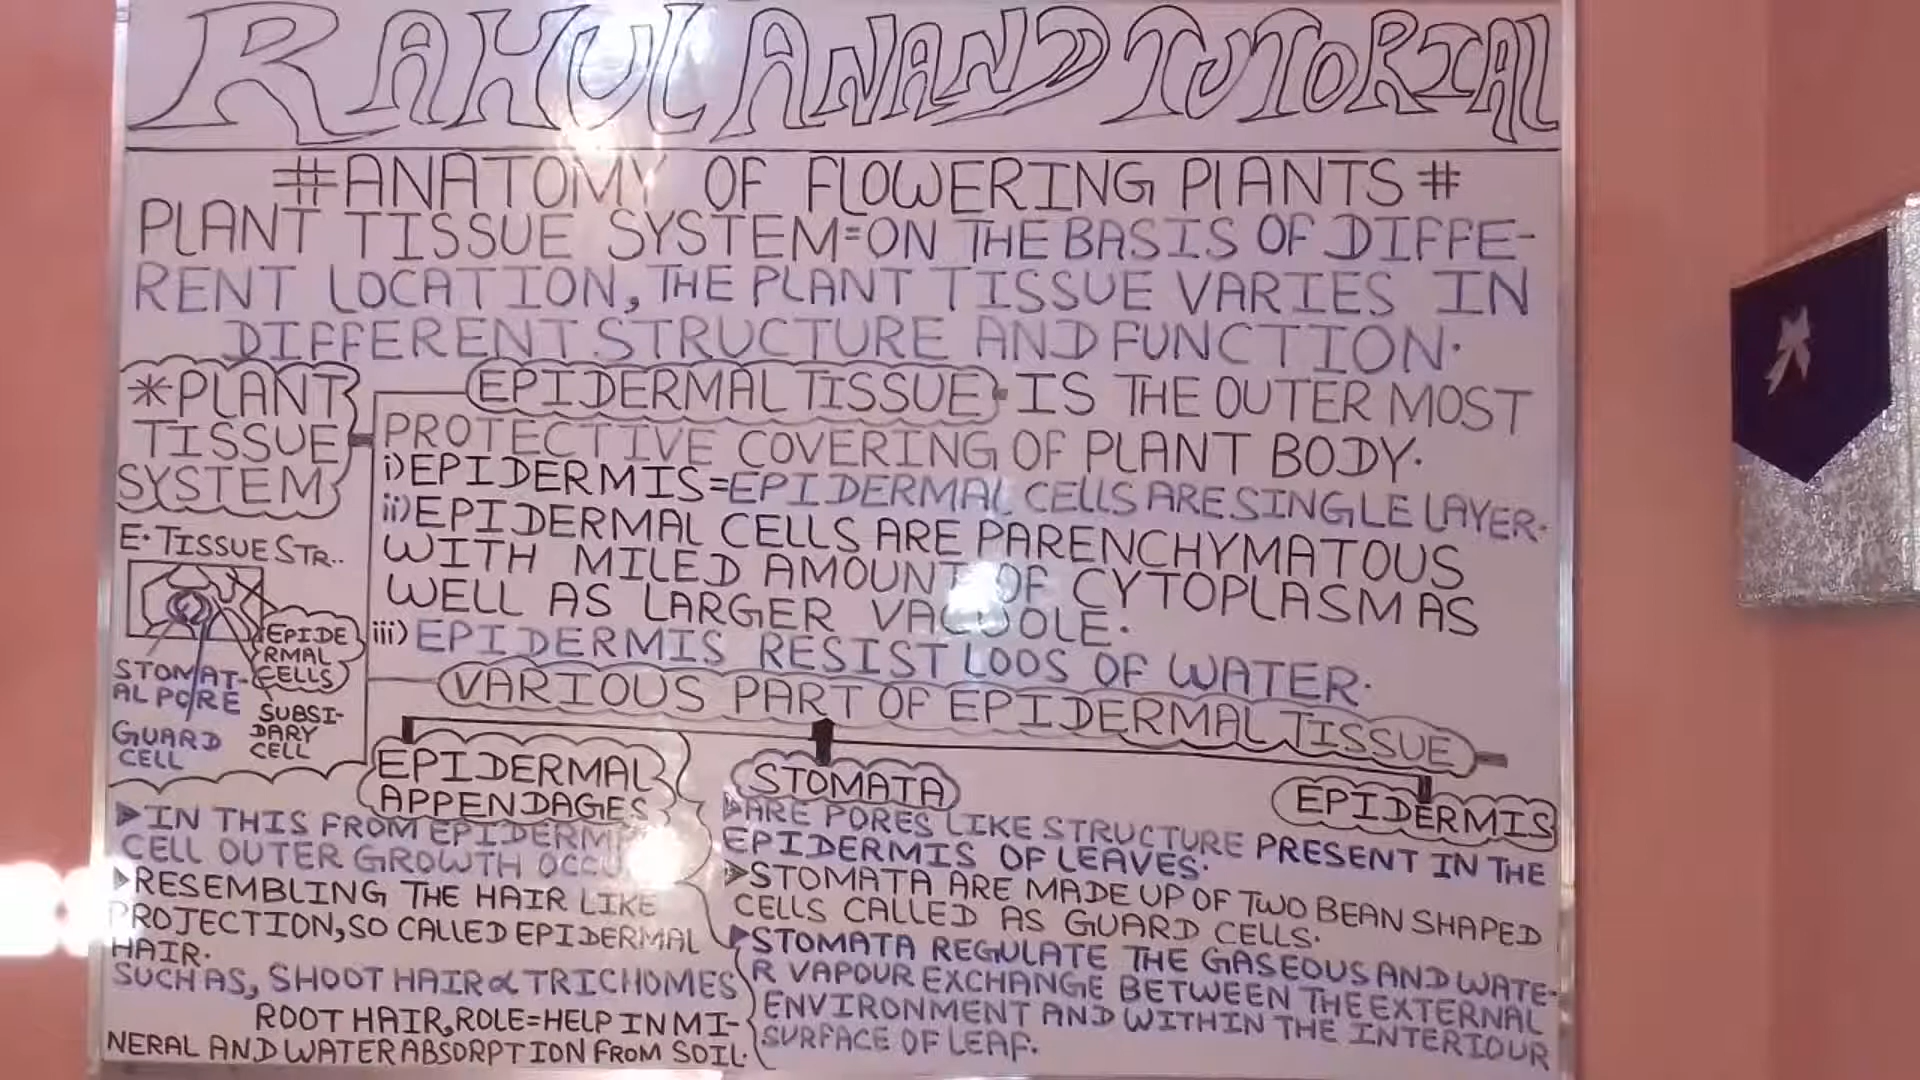 RAHUL ANAND TUTORIAL
#ANATOMY OF FLOWERING PLANTS#
PLANT TISSUE SYSTEM=ON THE BASIS OF DIFFE-
RENT LOCATION, THE PLANT TISSUE VARIES IN
DIFFERENT STRUCTURE AND FUNCTION.
*PLANT
TISSUE
SYSTEM
EPIDERMAL TISSUE- IS THE OUTER MOST
PROTECTIVE COVERING OF PLANT BODY.
i) EPIDERMIS=EPIDERMAL CELLS ARE SINGLE LAYER.
ii) EPIDERMAL CELLS ARE PARENCHYMATOUS
WITH MILED AMOUNT OF CYTOPLASM AS
WELL AS LARGER VACUOLE.
iii) EPIDERMIS RESIST LOOS OF WATER.
E. TISSUE STR..
EPIDE
RMAL
CELLS
STOMAT-
AL PORE
SUBSI-
DARY
CELL
GUARD
CELL
VARIOUS PART OF EPIDERMAL TISSUE
EPIDERMAL
APPENDAGES
➤IN THIS FROM EPIDERM
CELL OUTER GROWTH OCCU
➤RESEMBLING THE HAIR LIKE
PROJECTION, SO CALLED EPIDERMAL
HAIR.
SUCH AS, SHOOT HAIR ∝ TRICHOMES
ROOT HAIR, ROLE=HELP IN MI-
NERAL AND WATER ABSORPTION FROM SOIL.
STOMATA
➤ARE PORES LIKE STRUCTURE PRESENT IN THE
EPIDERMIS OF LEAVES.
➤STOMATA ARE MADE UP OF TWO BEAN SHAPED
CELLS CALLED AS GUARD CELLS.
➤STOMATA REGULATE THE GASEOUS AND WATE-
R VAPOUR EXCHANGE BETWEEN THE EXTERNAL
ENVIRONMENT AND WITHIN THE INTERIOUR
SURFACE OF LEAF.
EPIDERMIS